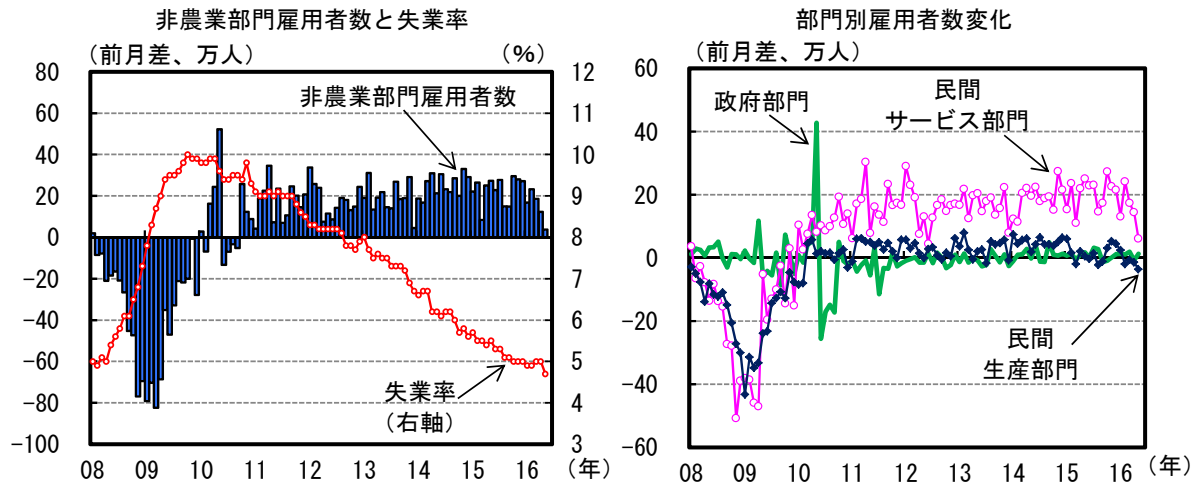 非農業部門雇用者数と失業率
(前月差、万人)
(%)
80
60
40
20
0
−20
−40
−60
−80
−100
12
11
10
9
8
7
6
5
4
3
非農業部門雇用者数
失業率
(右軸)
08 09 10 11 12 13 14 15 16 (年)
部門別雇用者数変化
(前月差、万人)
60
40
20
0
−20
−40
−60
政府部門
民間
サービス部門
民間
生産部門
08 09 10 11 12 13 14 15 16 (年)